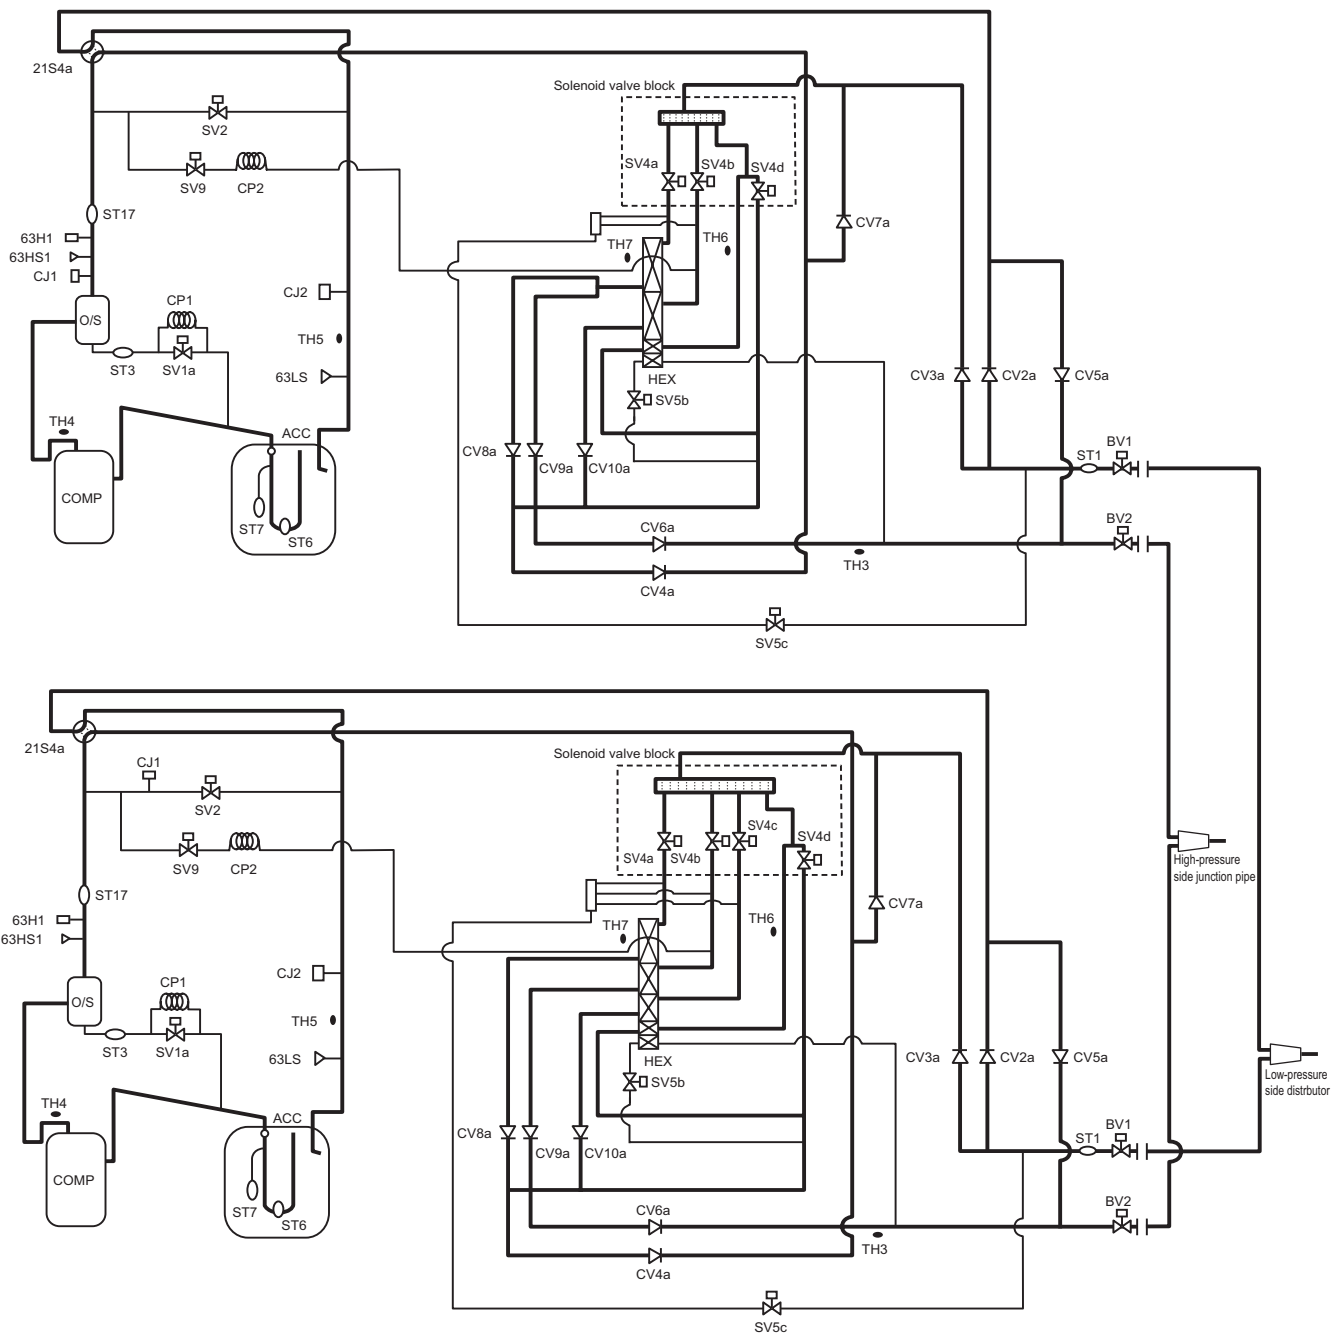 21S4a
Solenoid valve block
SV2
SV4a
SV4b
SV4d
SV9
CP2
ST17
CV7a
63H1
TH7
TH6
63HS1
CJ1
CJ2
CP1
O/S
TH5
ST3
SV1a
63LS
HEX
CV3a
CV2a
CV5a
SV5b
TH4
ACC
CV8a
CV9a
CV10a
ST1
BV1
COMP
ST7
ST6
CV6a
BV2
TH3
CV4a
SV5c
21S4a
Solenoid valve block
CJ1
SV2
SV4c
SV4d
SV4a
SV4b
SV9
CP2
High-pressure
side junction pipe
ST17
CV7a
63H1
TH7
TH6
63HS1
CJ2
CP1
O/S
TH5
ST3
SV1a
63LS
HEX
CV3a
CV2a
CV5a
Low-pressure
side distrbutor
SV5b
TH4
ACC
CV8a
CV9a
CV10a
ST1
BV1
COMP
ST7
ST6
CV6a
BV2
TH3
CV4a
SV5c